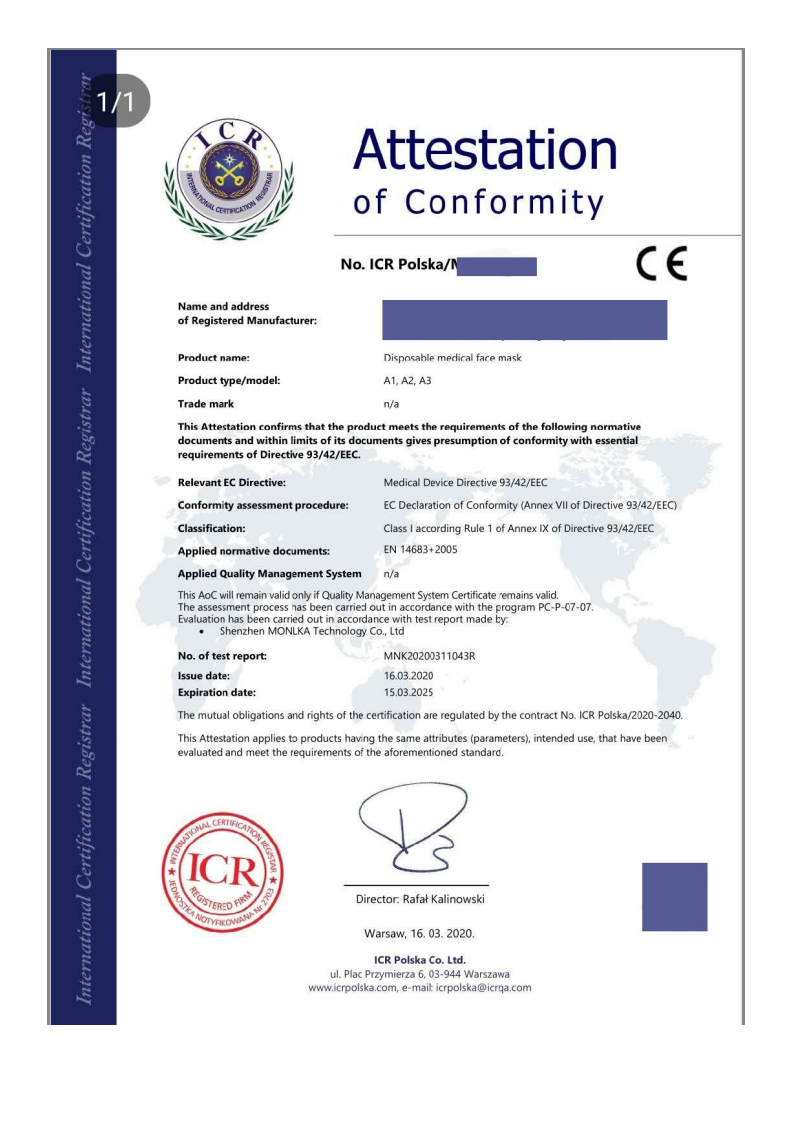 1/1
International Certification Registrar International Certification Registrar International Certification Registrar
ICR
INTERNATIONAL CERTIFICATION REGISTRAR
Attestation
of Conformity
No. ICR Polska/
CE
Name and address
of Registered Manufacturer:
Product name: Disposable medical face mask
Product type/model: A1, A2, A3
Trade mark n/a
This Attestation confirms that the product meets the requirements of the following normative
documents and within limits of its documents gives presumption of conformity with essential
requirements of Directive 93/42/EEC.
Relevant EC Directive: Medical Device Directive 93/42/EEC
Conformity assessment procedure: EC Declaration of Conformity (Annex VII of Directive 93/42/EEC)
Classification: Class I according Rule 1 of Annex IX of Directive 93/42/EEC
Applied normative documents: EN 14683+2005
Applied Quality Management System n/a
This AoC will remain valid only if Quality Management System Certificate remains valid.
The assessment process has been carried out in accordance with the program PC-P-07-07.
Evaluation has been carried out in accordance with test report made by:
• Shenzhen MONLKA Technology Co., Ltd
No. of test report: MNK20200311043R
Issue date: 16.03.2020
Expiration date: 15.03.2025
The mutual obligations and rights of the certification are regulated by the contract No. ICR Polska/2020-2040.
This Attestation applies to products having the same attributes (parameters), intended use, that have been
evaluated and meet the requirements of the aforementioned standard.
INTERNATIONAL CERTIFICATION REGISTAR
ICR
REGISTERED FIRM
JEDNOSTKA NOTYFIKOWANA Nr 2703
Director: Rafał Kalinowski
Warsaw, 16. 03. 2020.
ICR Polska Co. Ltd.
ul. Plac Przymierza 6, 03-944 Warszawa
www.icrpolska.com, e-mail: icrpolska@icrqa.com